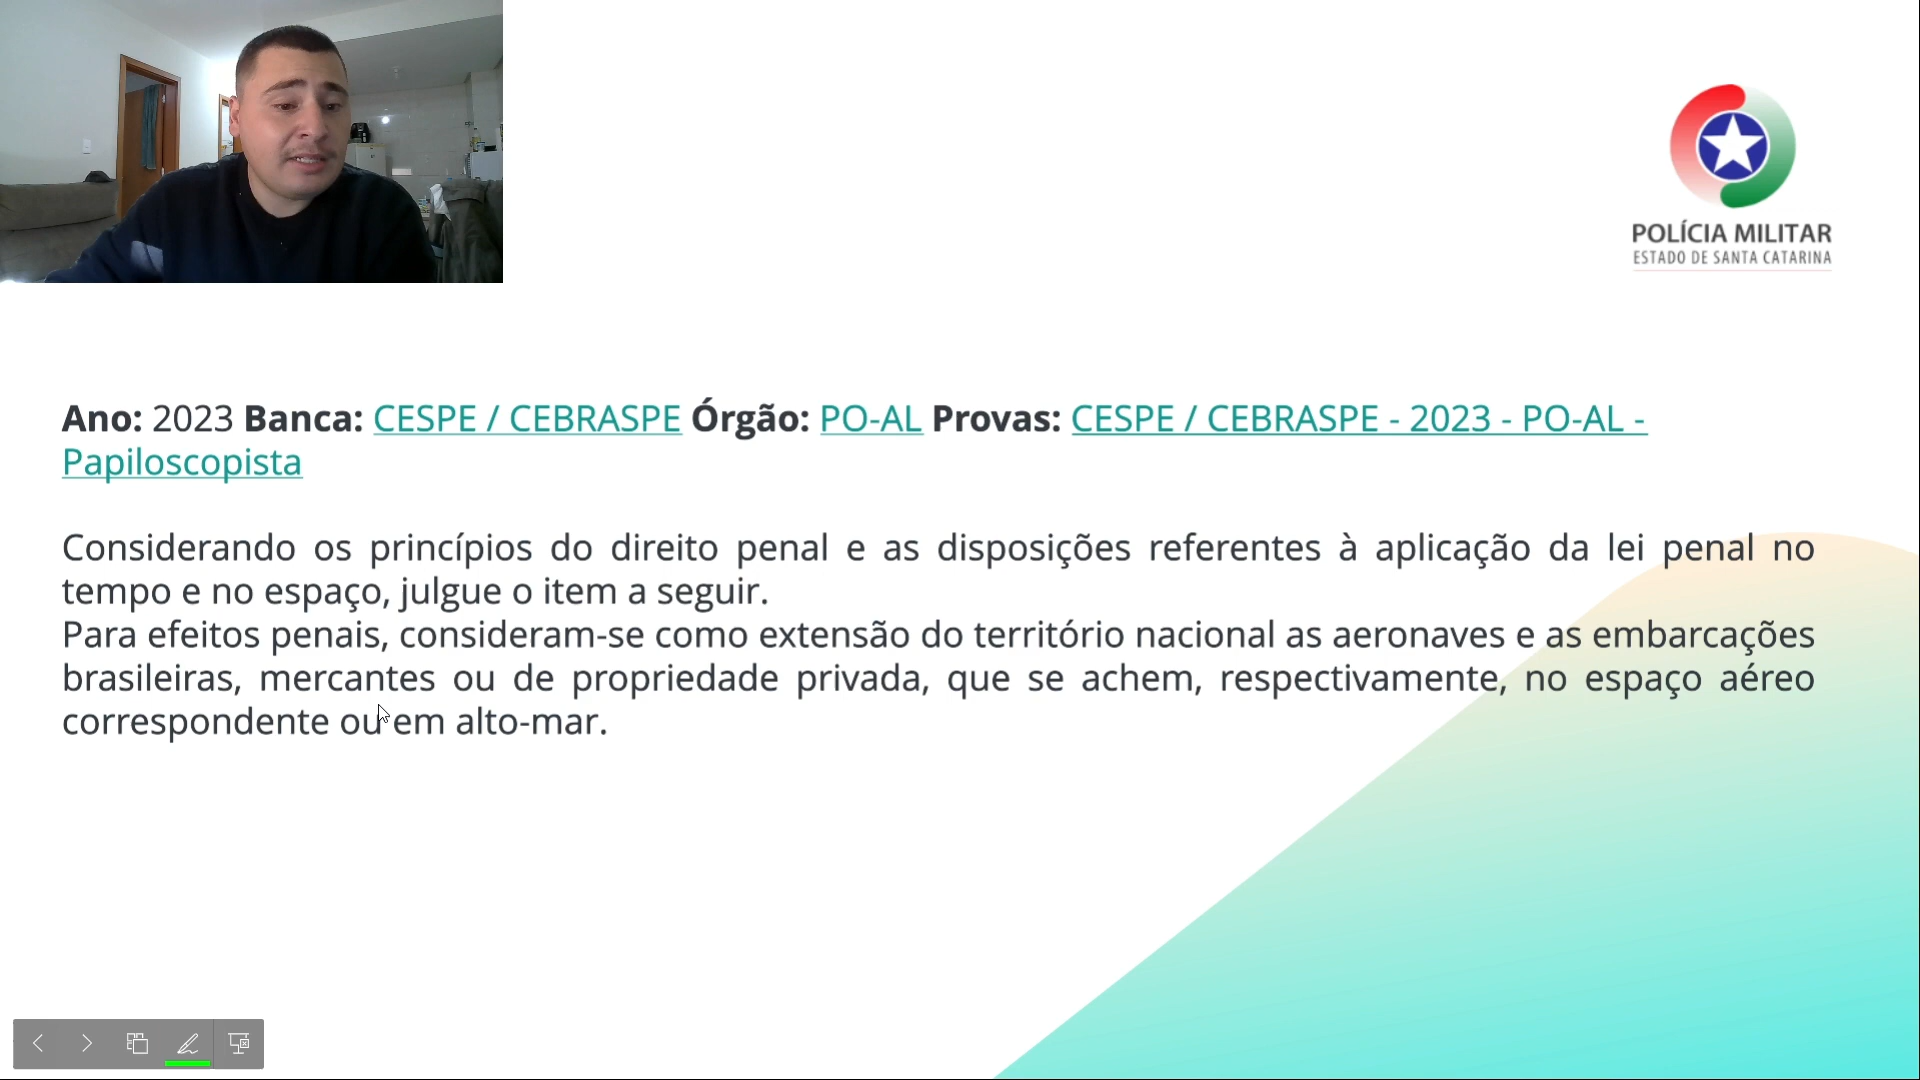 POLÍCIA MILITAR
ESTADO DE SANTA CATARINA
Ano: 2023 Banca: CESPE / CEBRASPE Órgão: PO-AL Provas: CESPE / CEBRASPE - 2023 - PO-AL -
Papiloscopista
Considerando os princípios do direito penal e as disposições referentes à aplicação da lei penal no
tempo e no espaço, julgue o item a seguir.
Para efeitos penais, consideram-se como extensão do território nacional as aeronaves e as embarcações
brasileiras, mercantes ou de propriedade privada, que se achem, respectivamente, no espaço aéreo
correspondente ou em alto-mar.